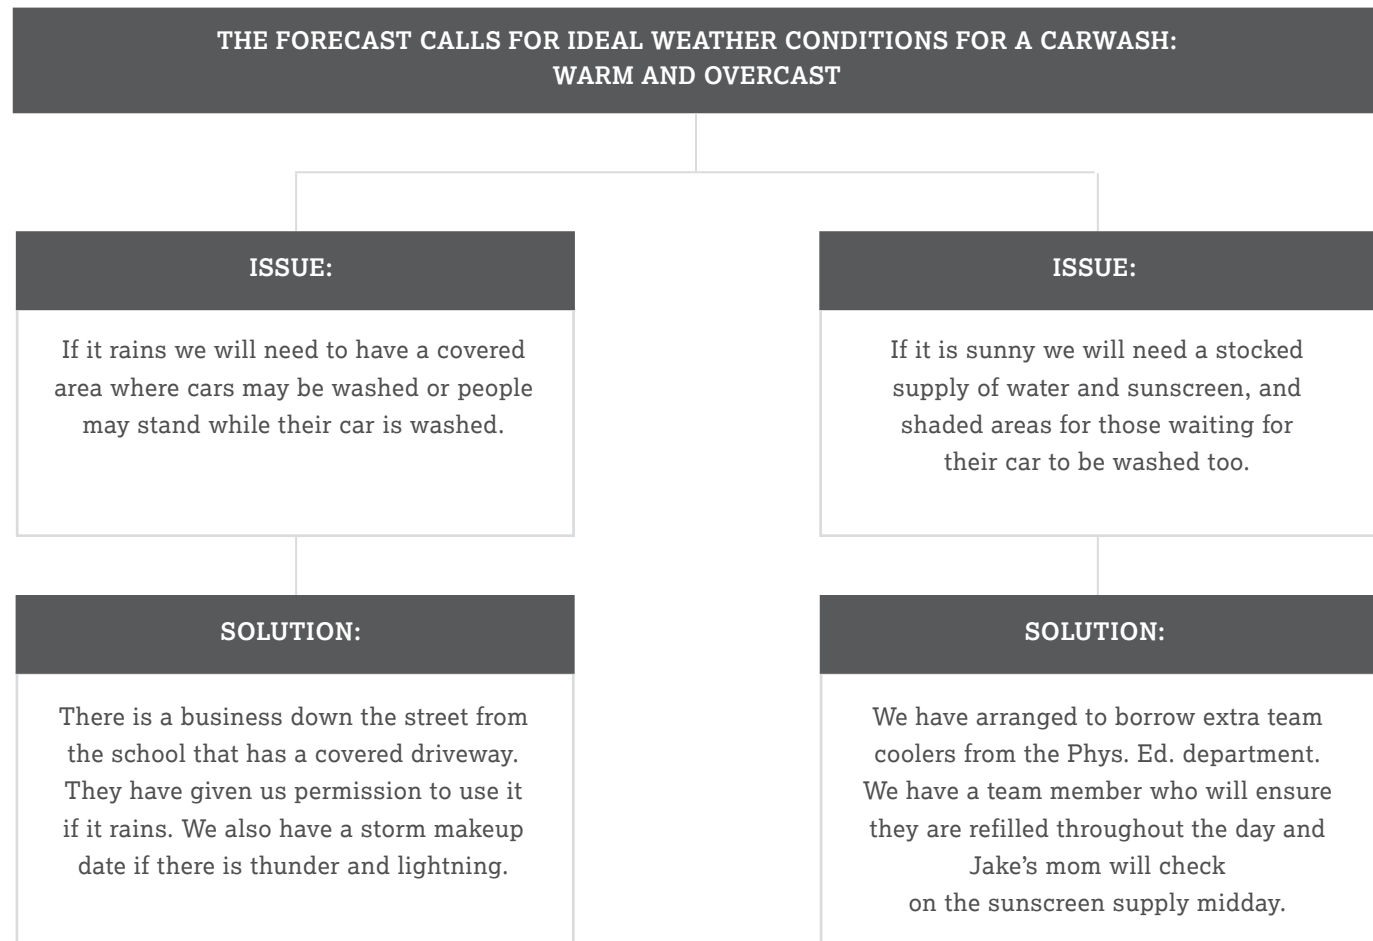 THE FORECAST CALLS FOR IDEAL WEATHER CONDITIONS FOR A CARWASH:
WARM AND OVERCAST
ISSUE:
If it rains we will need to have a covered
area where cars may be washed or people
may stand while their car is washed.
SOLUTION:
There is a business down the street from
the school that has a covered driveway.
They have given us permission to use it
if it rains. We also have a storm makeup
date if there is thunder and lightning.
ISSUE:
If it is sunny we will need a stocked
supply of water and sunscreen, and
shaded areas for those waiting for
their car to be washed too.
SOLUTION:
We have arranged to borrow extra team
coolers from the Phys. Ed. department.
We have a team member who will ensure
they are refilled throughout the day and
Jake’s mom will check
on the sunscreen supply midday.